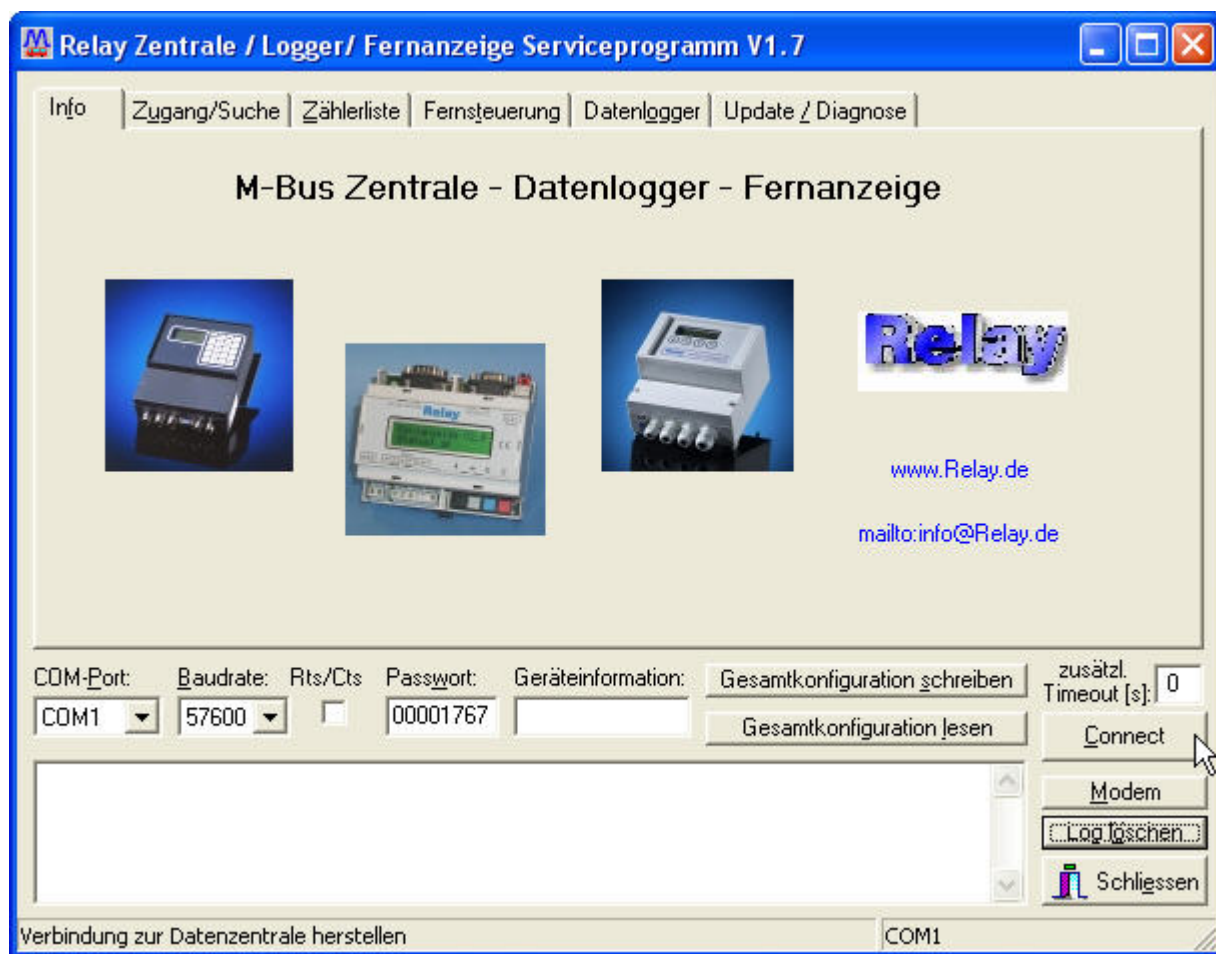 Relay Zentrale / Logger/ Fernanzeige Serviceprogramm V1.7
Info Zugang/Suche Zählerliste Fernsteuerung Datenlogger Update / Diagnose
M-Bus Zentrale - Datenlogger - Fernanzeige
Relay
Relay
www.Relay.de
mailto:info@Relay.de
COM-Port: Baudrate: Rts/Cts Passwort: Geräteinformation: Gesamtkonfiguration schreiben zusätzl.
Timeout [s]: 0
COM1 57600 00001767 Gesamtkonfiguration lesen Connect
Modem
Log löschen
Schliessen
Verbindung zur Datenzentrale herstellen COM1